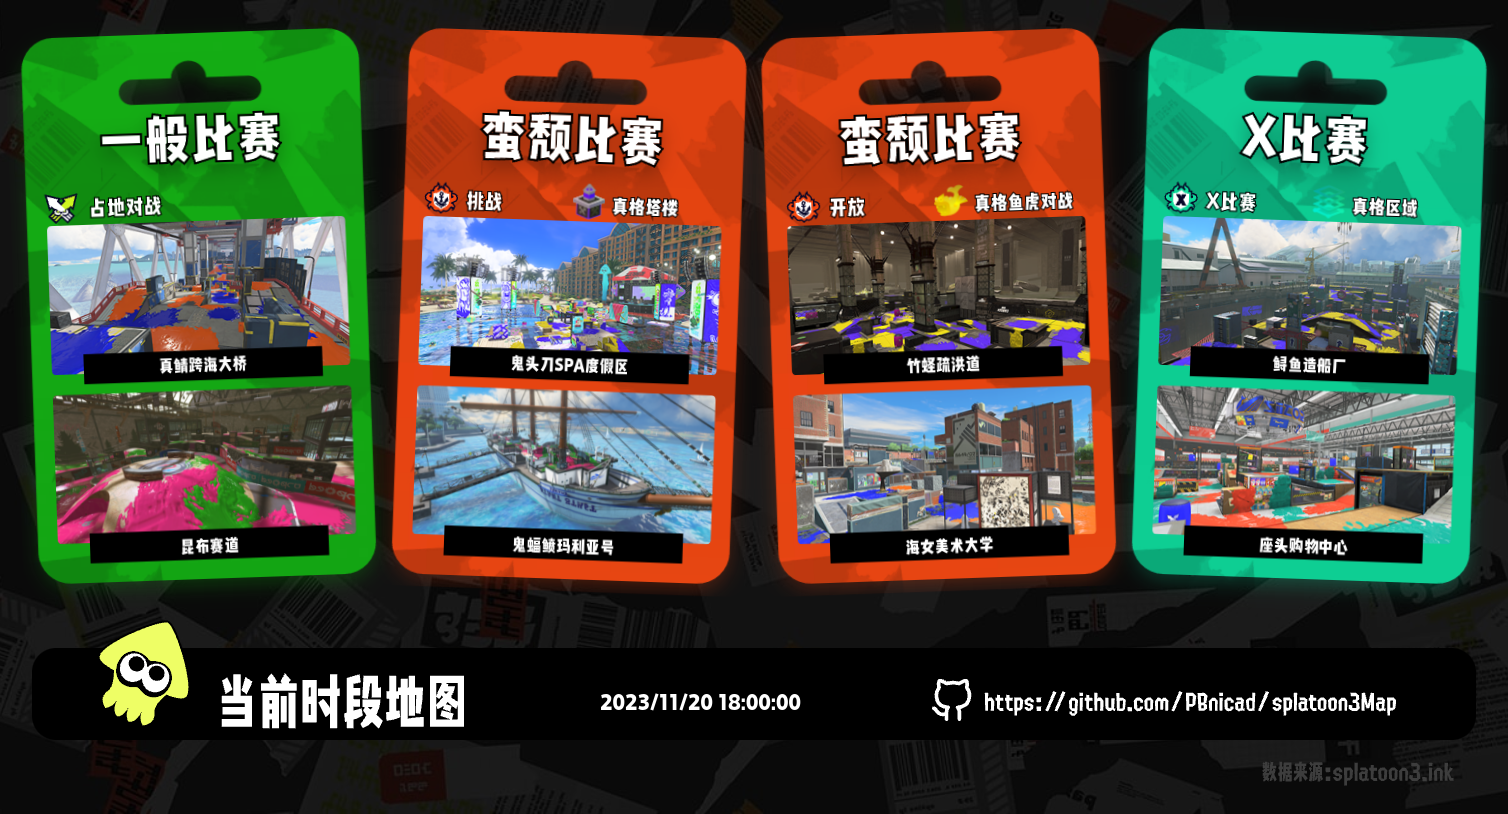 一般比赛
占地对战
真鲭跨海大桥
昆布赛道
蛮颓比赛
挑战
真格塔楼
鬼头刀SPA度假区
鬼蝠鲼玛利亚号
蛮颓比赛
开放
真格鱼虎对战
竹蛏疏洪道
海女美术大学
X比赛
X比赛
真格区域
鲟鱼造船厂
座头购物中心
当前时段地图
2023/11/20 18:00:00
https://github.com/PBnicad/splatoon3Map
数据来源:splatoon3.ink